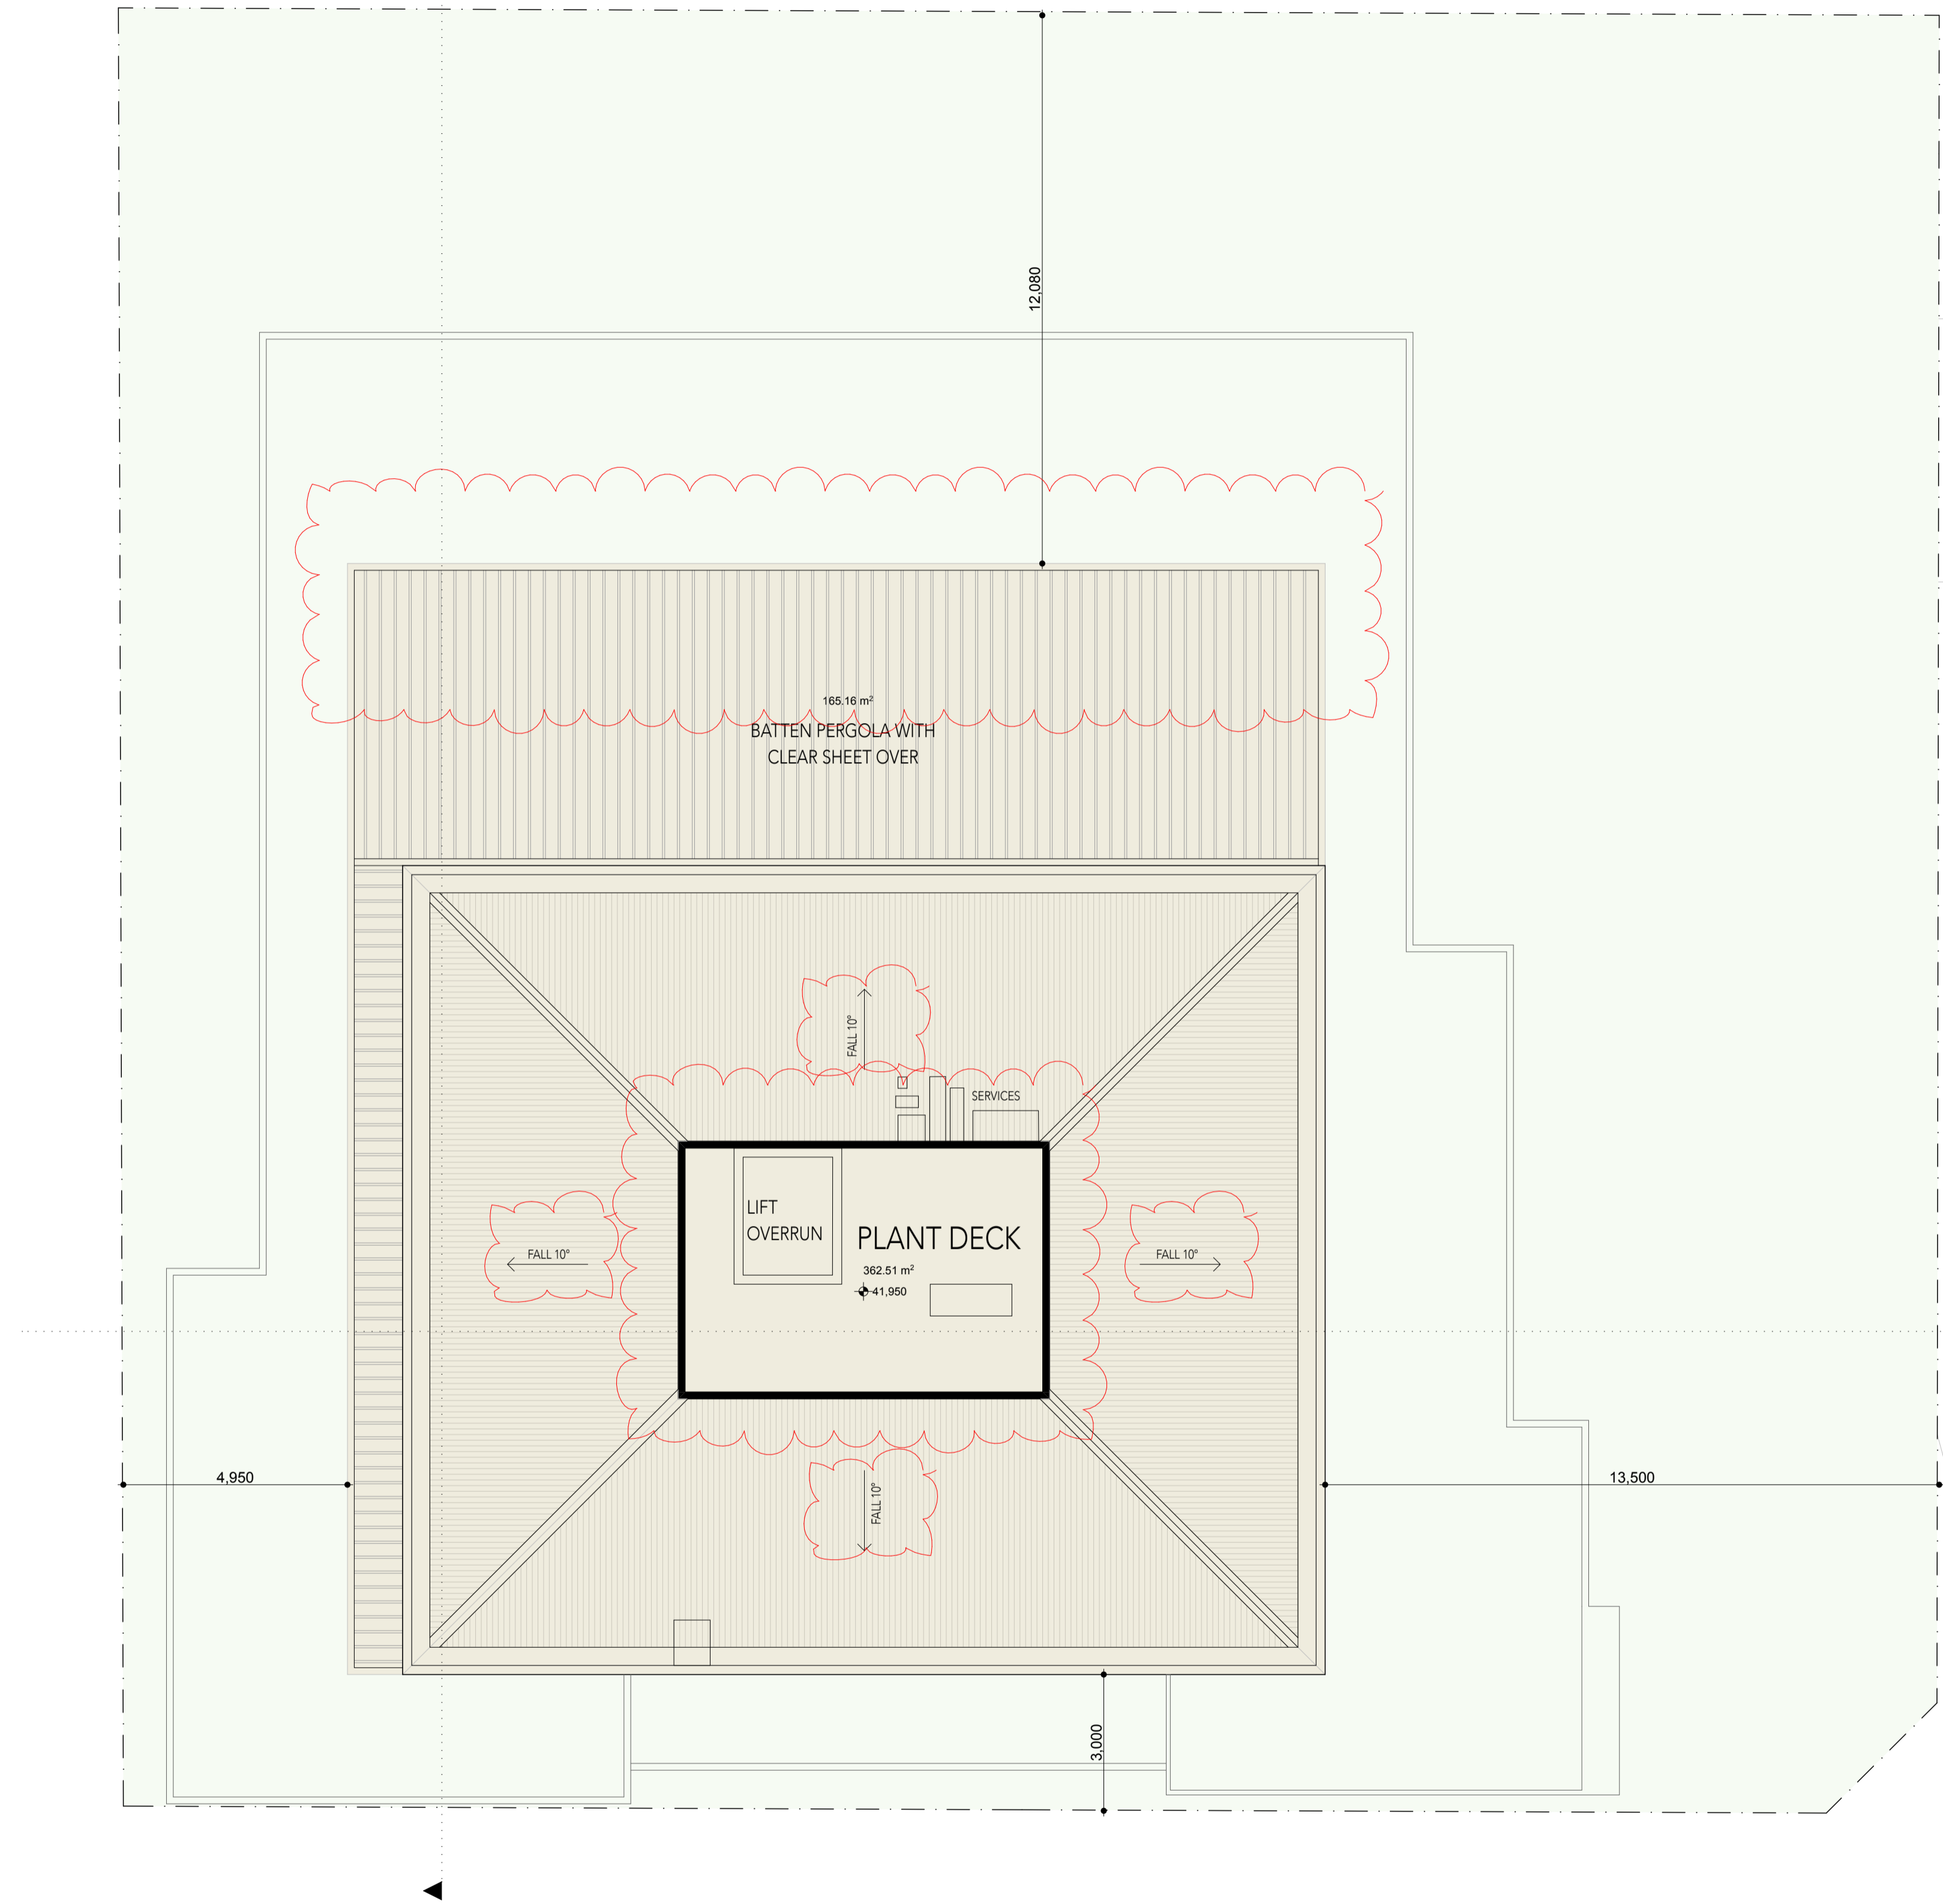 12,080
165.16 m²
BATTEN PERGOLA WITH
CLEAR SHEET OVER
FALL 10°
SERVICES
LIFT
OVERRUN
PLANT DECK
362.51 m²
41,950
FALL 10°
FALL 10°
4,950
13,500
FALL 10°
3,000